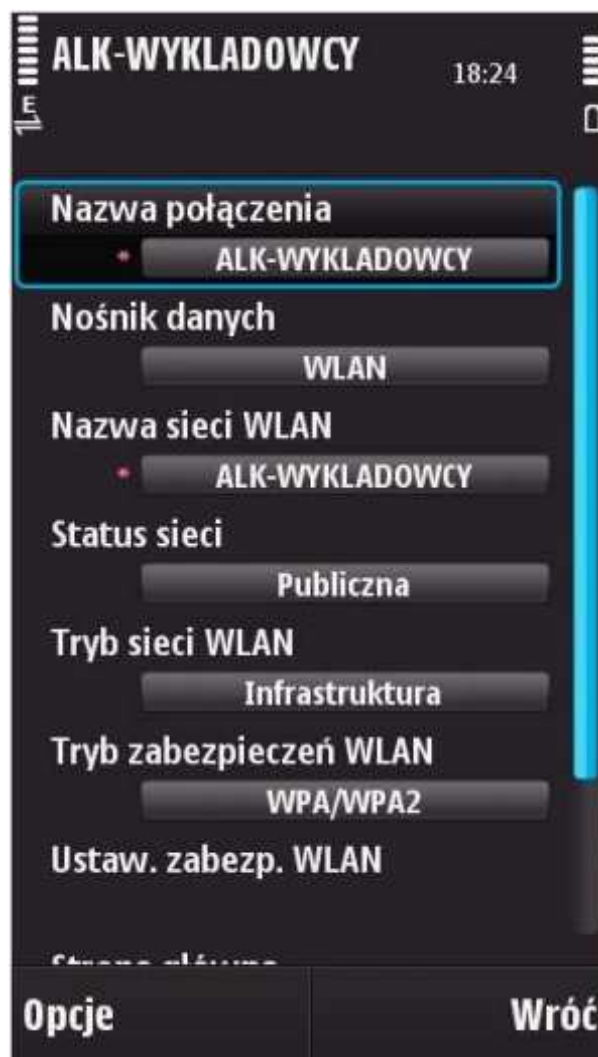 ALK-WYKLADOWCY
18:24
E
Nazwa połączenia
* ALK-WYKLADOWCY
Nośnik danych
WLAN
Nazwa sieci WLAN
* ALK-WYKLADOWCY
Status sieci
Publiczna
Tryb sieci WLAN
Infrastruktura
Tryb zabezpieczeń WLAN
WPA/WPA2
Ustaw. zabezp. WLAN
Opcje
Wróć